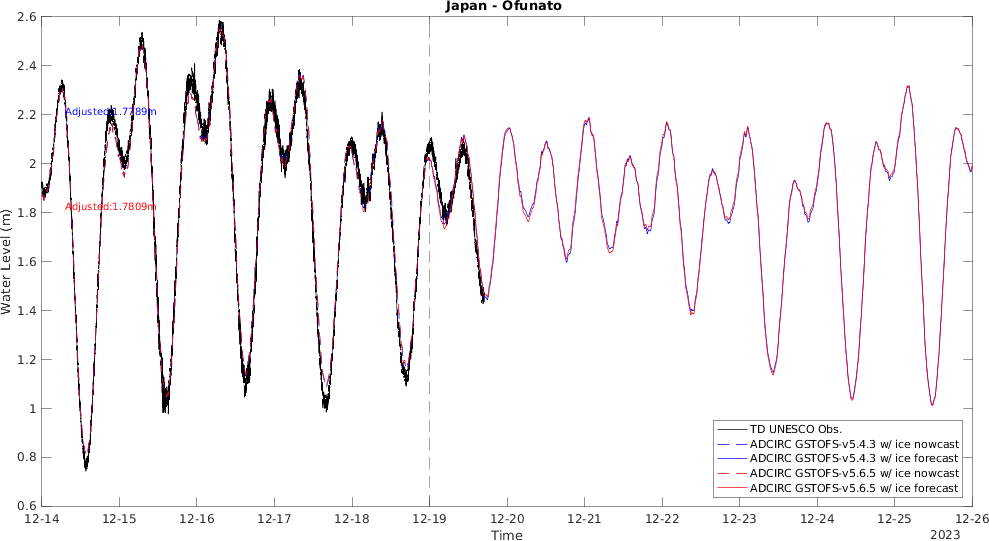 Japan - Ofunato
2.6
2.4
2.2
2
1.8
1.6
1.4
1.2
1
0.8
0.6
Water Level (m)
Adjusted:1.7789m
Adjusted:1.7809m
TD UNESCO Obs.
ADCIRC GSTOFS-v5.4.3 w/ ice nowcast
ADCIRC GSTOFS-v5.4.3 w/ ice forecast
ADCIRC GSTOFS-v5.6.5 w/ ice nowcast
ADCIRC GSTOFS-v5.6.5 w/ ice forecast
12-14 12-15 12-16 12-17 12-18 12-19 12-20 12-21 12-22 12-23 12-24 12-25 12-26
Time
2023